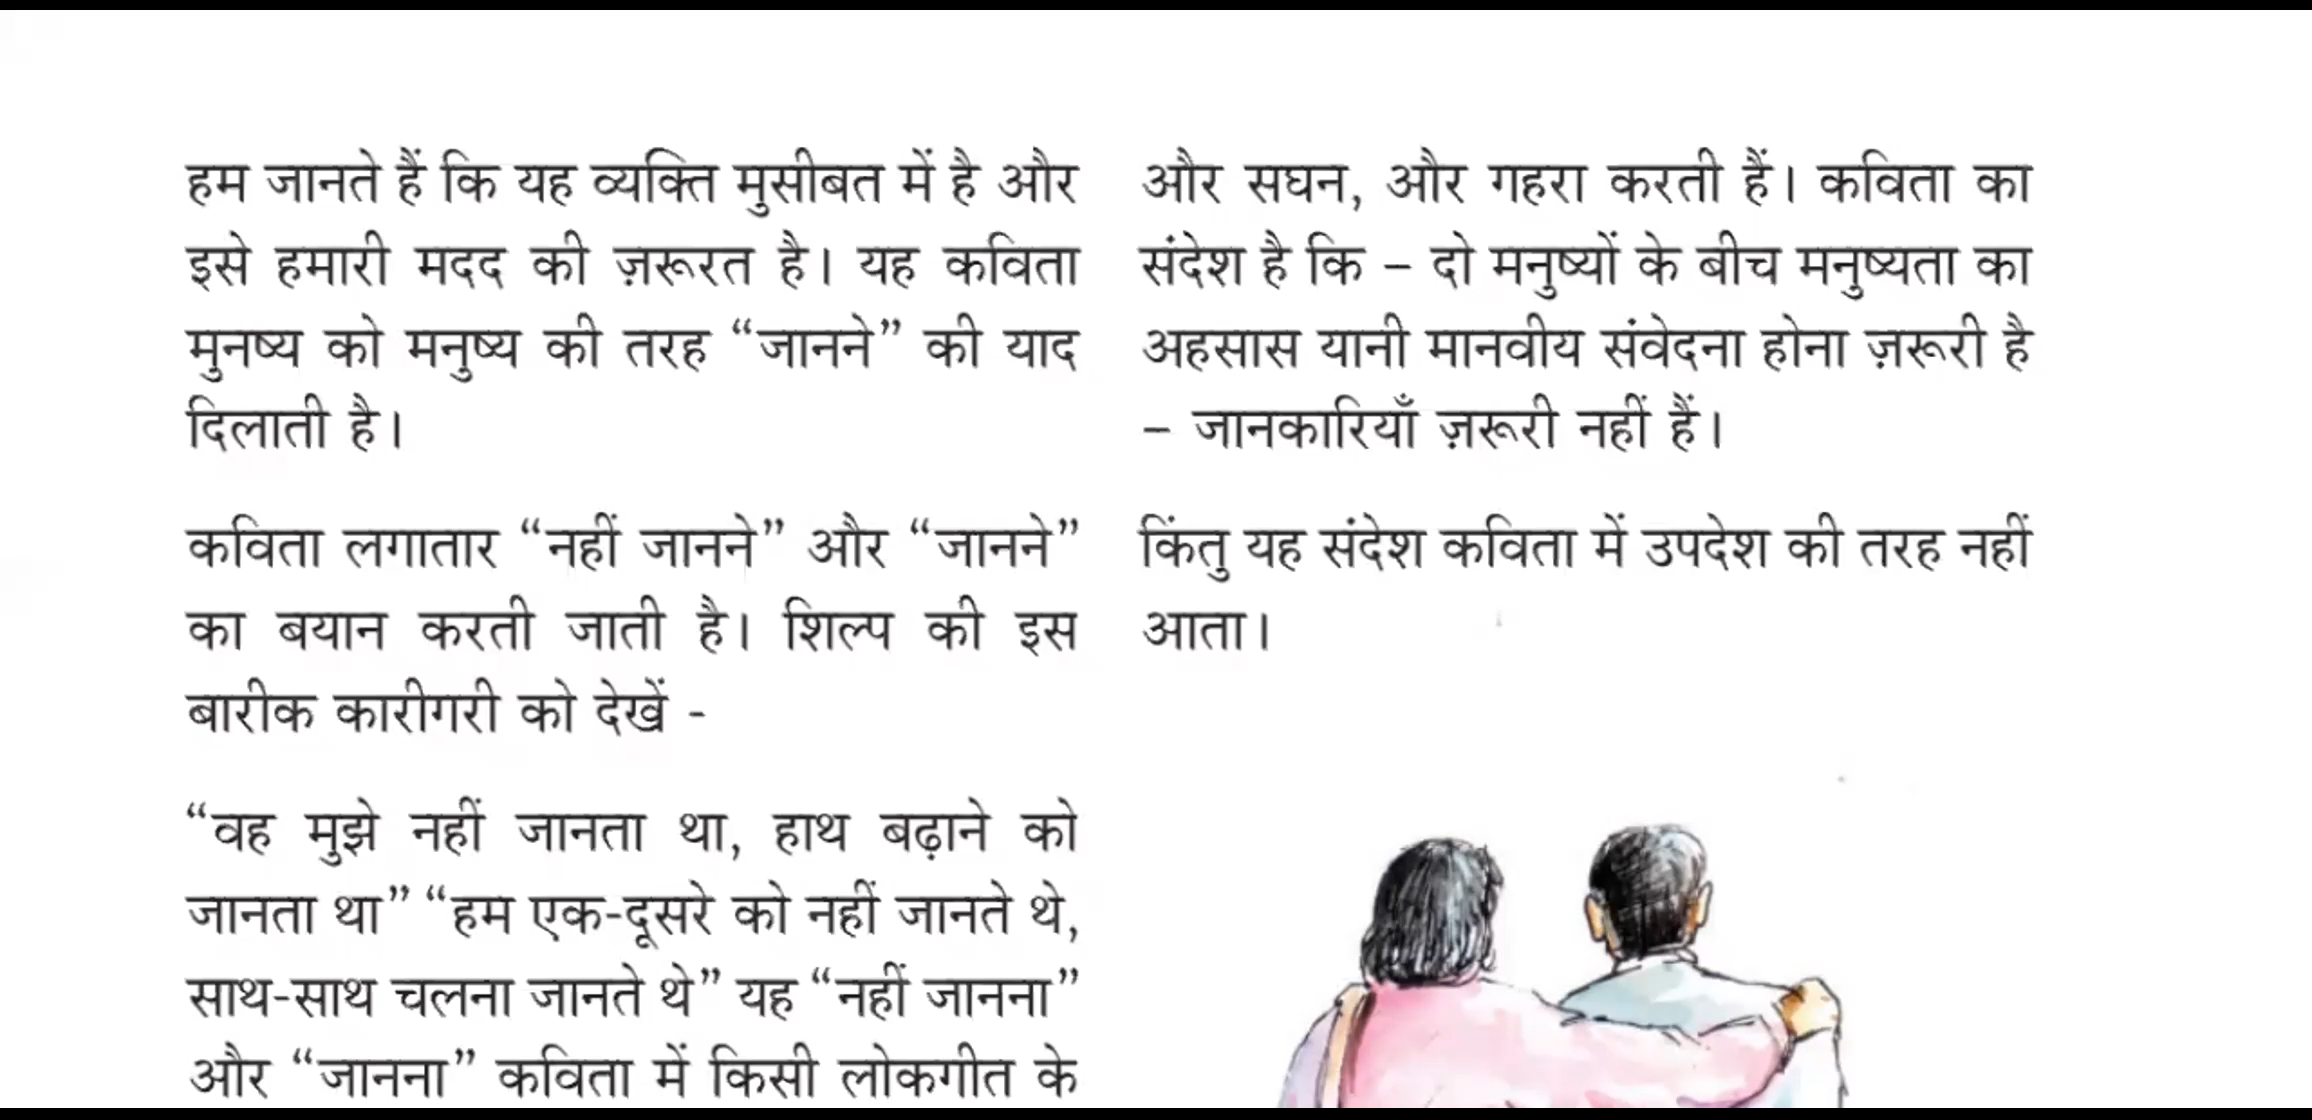 हम जानते हैं कि यह व्यक्ति मुसीबत में है और
इसे हमारी मदद की ज़रूरत है। यह कविता
मुनष्य को मनुष्य की तरह “जानने” की याद
दिलाती है।
कविता लगातार “नहीं जानने” और “जानने”
का बयान करती जाती है। शिल्प की इस
बारीक कारीगरी को देखें -
“वह मुझे नहीं जानता था, हाथ बढ़ाने को
जानता था” “हम एक-दूसरे को नहीं जानते थे,
साथ-साथ चलना जानते थे” यह “नहीं जानना”
और “जानना” कविता में किसी लोकगीत के
और सघन, और गहरा करती हैं। कविता का
संदेश है कि – दो मनुष्यों के बीच मनुष्यता का
अहसास यानी मानवीय संवेदना होना ज़रूरी है
– जानकारियाँ ज़रूरी नहीं हैं।
किंतु यह संदेश कविता में उपदेश की तरह नहीं
आता।